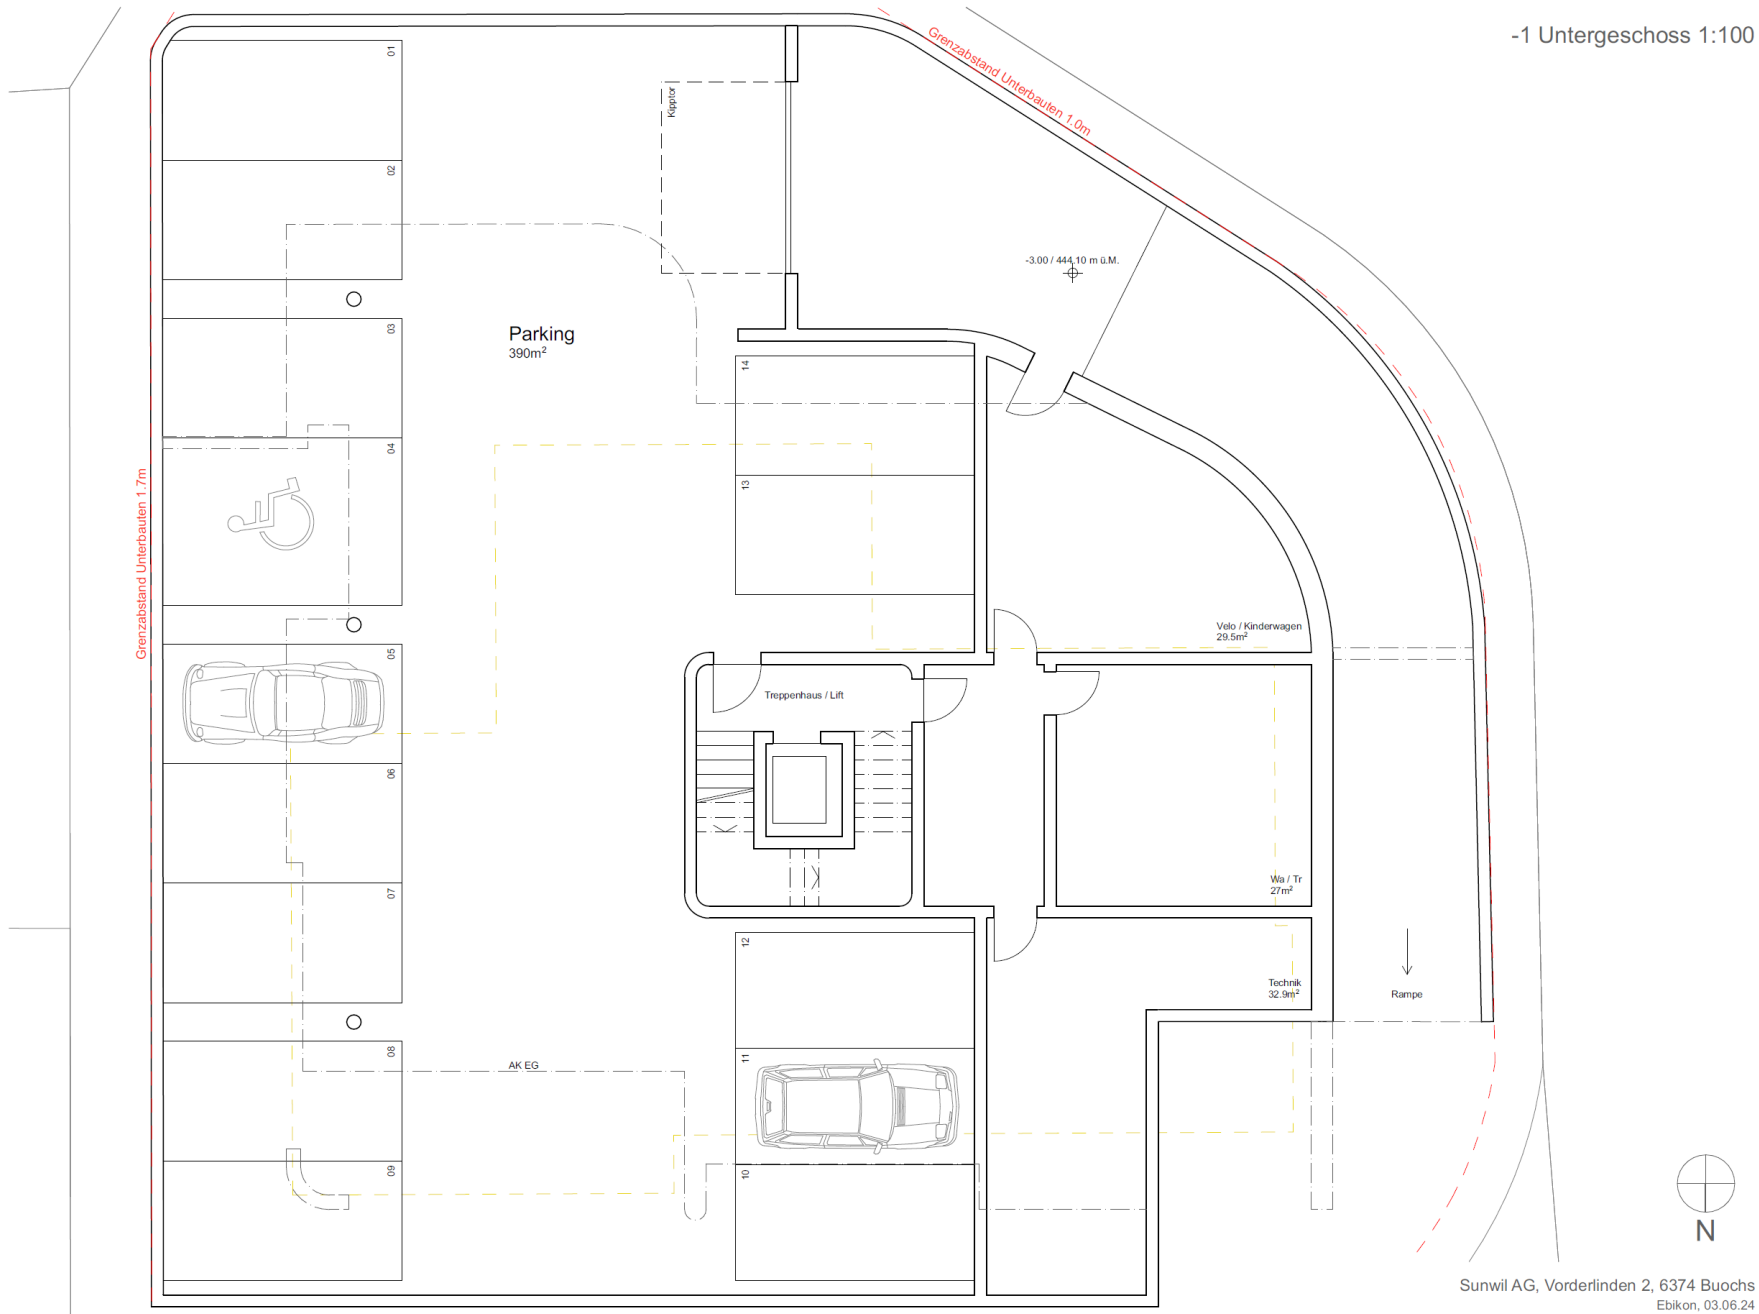 -1 Untergeschoss 1:100
Grenzabstand Unterbauten 1.0m
01
Kipptor
02
-3.00 / 444.10 m ü.M.
03
Parking
390m²
14
04
13
Grenzabstand Unterbauten 1.7m
Velo / Kinderwagen
29.5m²
05
Treppenhaus / Lift
06
Wa / Tr
27m²
07
12
Technik
32.9m²
Rampe
08
11
AK EG
09
10
N
Sunwil AG, Vorderlinden 2, 6374 Buochs
Ebikon, 03.06.24